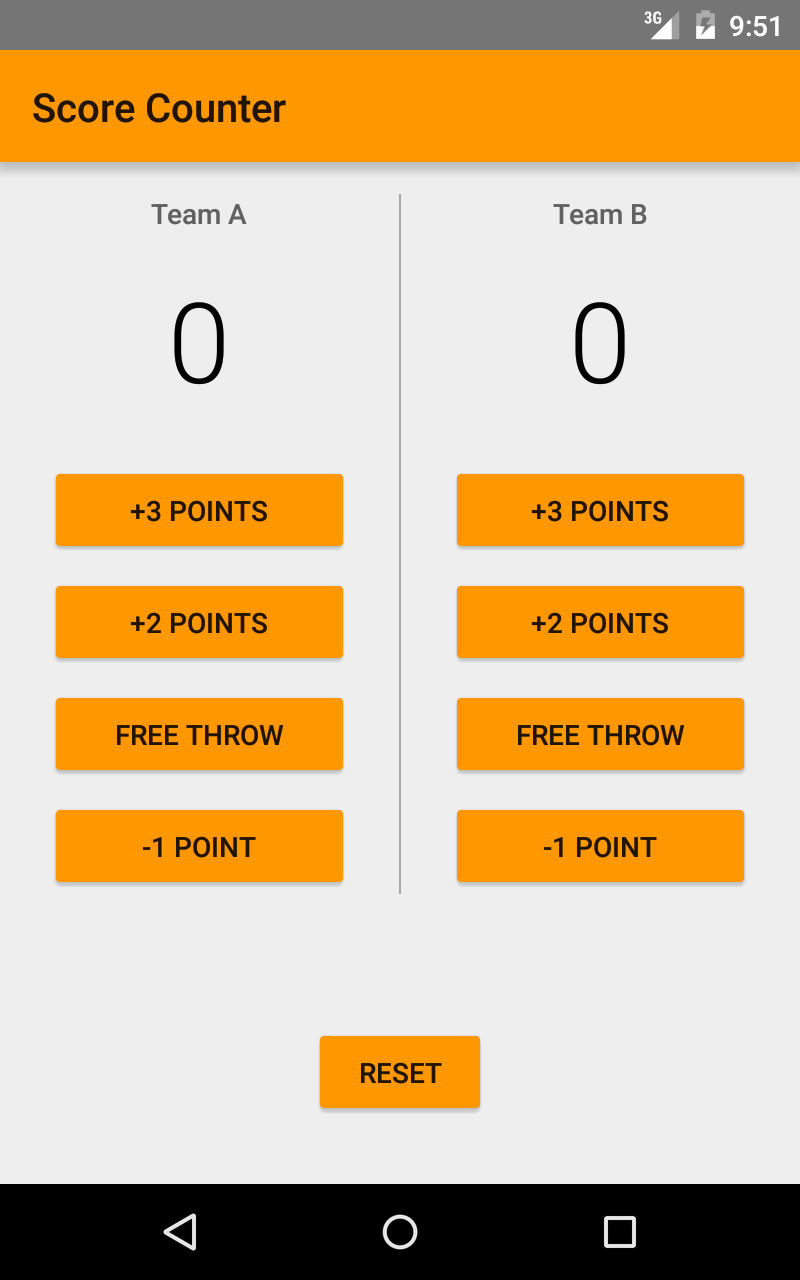 3G 9:51
Score Counter
Team A
0
+3 POINTS
+2 POINTS
FREE THROW
-1 POINT
Team B
0
+3 POINTS
+2 POINTS
FREE THROW
-1 POINT
RESET